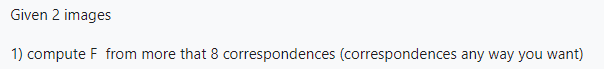 Given 2 images
1) compute F from more that 8 correspondences (correspondences any way you want)